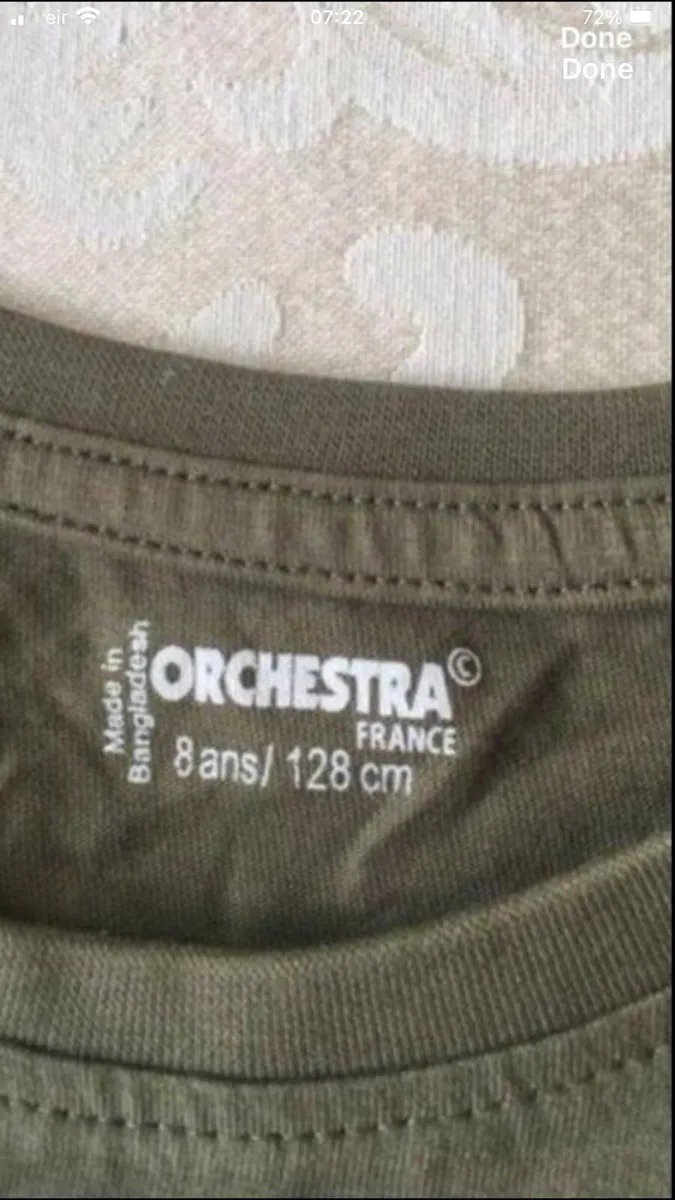 eir 07:22 72%
Done
Done
Made in
Bangladesh
ORCHESTRA©
FRANCE
8 ans/ 128 cm